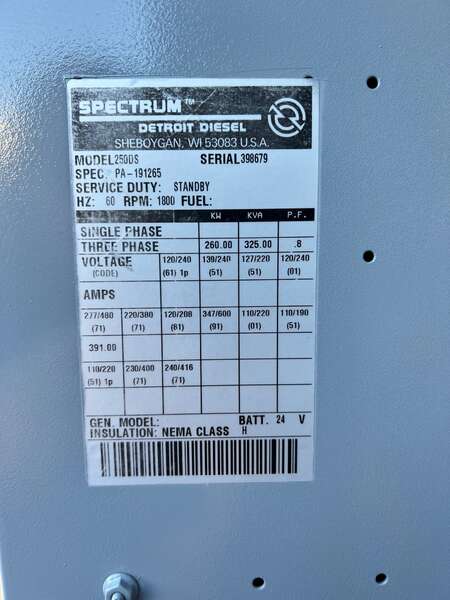 SPECTRUM™
DETROIT DIESEL
SHEBOYGAN, WI 53083 U.S.A.
MODEL 250DS SERIAL 398679
SPEC. PA-191265
SERVICE DUTY: STANDBY
HZ: 60 RPM: 1800 FUEL:
KW KVA P.F.
SINGLE PHASE
THREE PHASE 260.00 325.00 .8
VOLTAGE 120/240 139/240 127/220 120/240
(CODE) (61) 1p (51) (51) (01)
AMPS
277/480 220/380 120/208 347/600 110/220 110/190
(71) (71) (81) (91) (01) (51)
391.00
110/220 230/400 240/416
(51) 1p (71) (71)
GEN. MODEL: BATT. 24 V
INSULATION: NEMA CLASS H